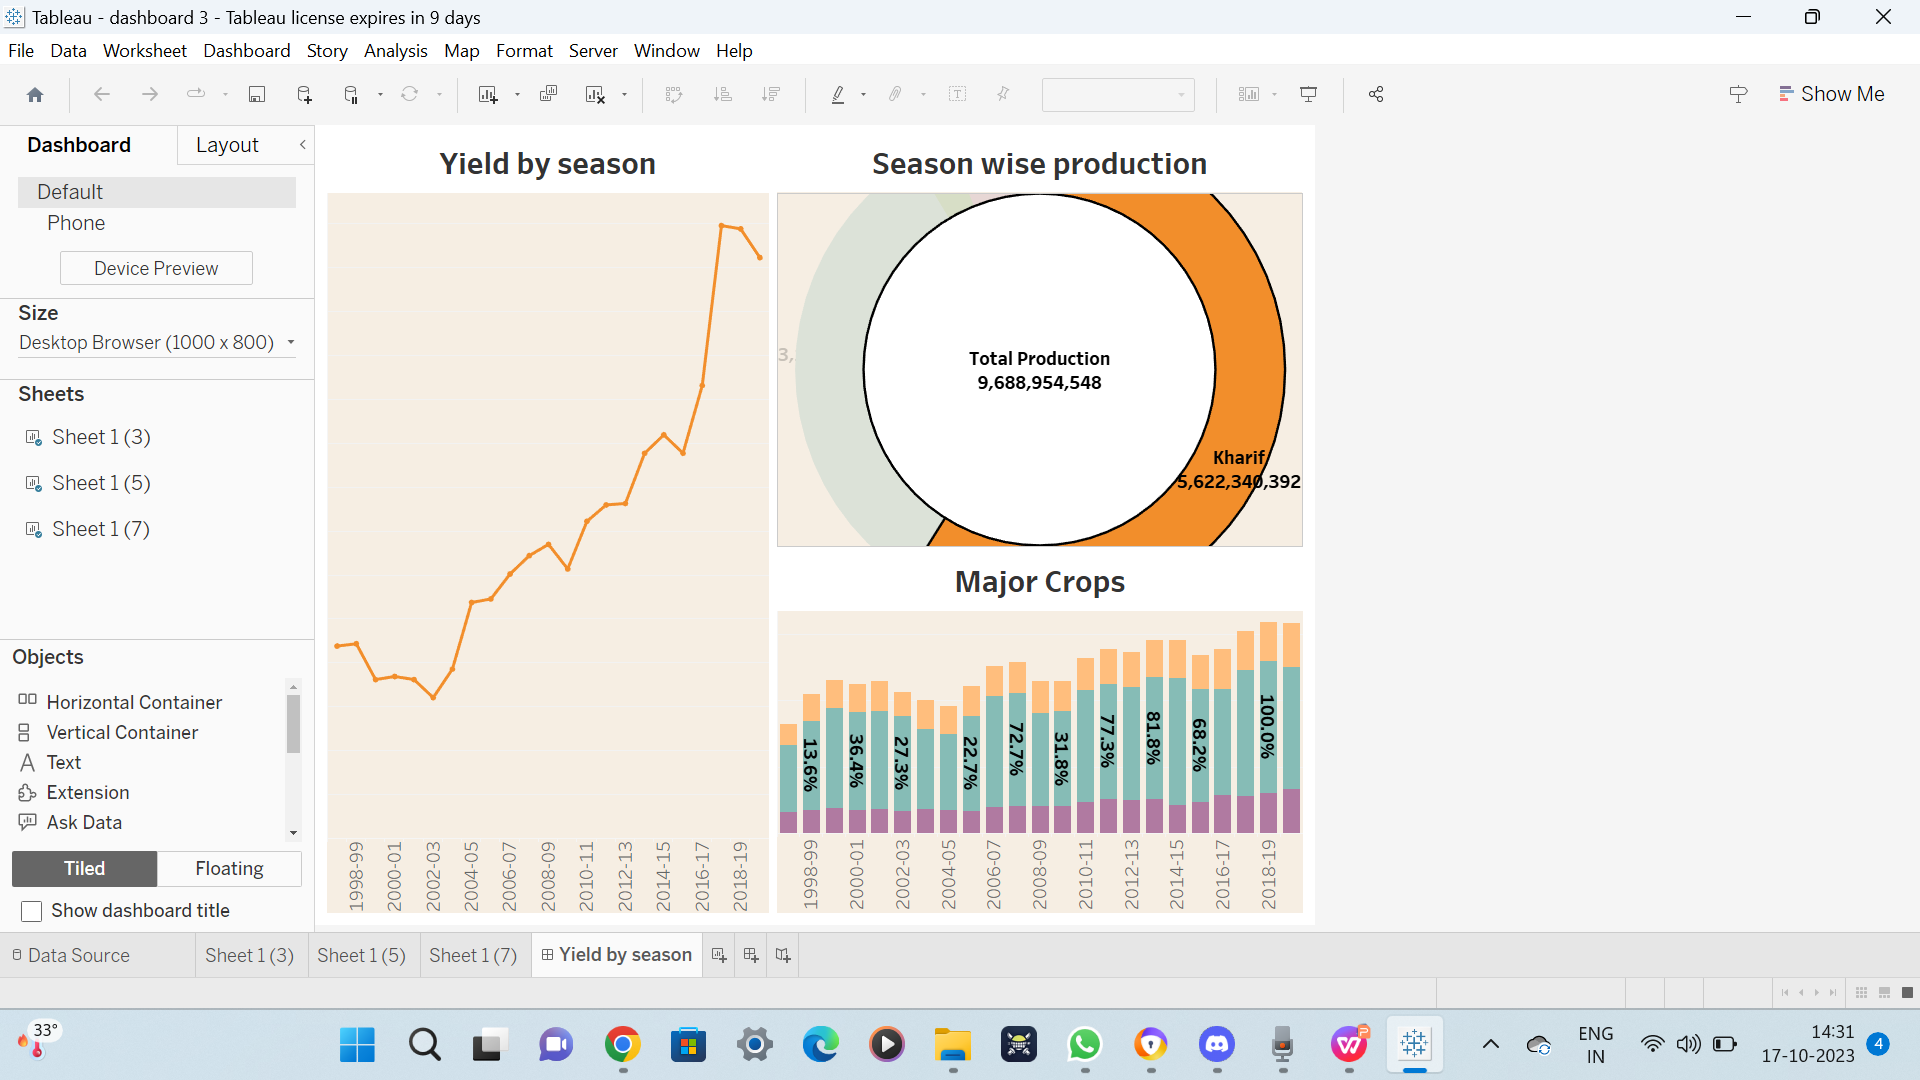 Tableau - dashboard 3 - Tableau license expires in 9 days
File Data Worksheet Dashboard Story Analysis Map Format Server Window Help
Show Me
Dashboard Layout
Default
Phone
Device Preview
Size
Desktop Browser (1000 x 800)
Sheets
Sheet 1 (3)
Sheet 1 (5)
Sheet 1 (7)
Objects
Horizontal Container
Vertical Container
Text
Extension
Ask Data
Tiled Floating
Show dashboard title
Yield by season
1998-99 2000-01 2002-03 2004-05 2006-07 2008-09 2010-11 2012-13 2014-15 2016-17 2018-19
Season wise production
3,
Total Production
9,688,954,548
Kharif
5,622,340,392
Major Crops
13.6% 36.4% 27.3% 22.7% 72.7% 31.8% 77.3% 81.8% 68.2% 100.0%
1998-99 2000-01 2002-03 2004-05 2006-07 2008-09 2010-11 2012-13 2014-15 2016-17 2018-19
Data Source Sheet 1 (3) Sheet 1 (5) Sheet 1 (7) Yield by season
33°
ENG
IN
14:31
17-10-2023
4